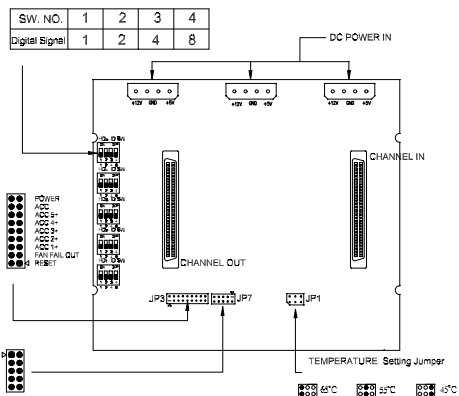 SW. NO. 1 2 3 4
Digital Signal 1 2 4 8
DC POWER IN
+12V GND +5V
+12V GND +5V
+12V GND +5V
CHANNEL IN
POWER
ACC
ACC 5+
ACC 4+
ACC 3+
ACC 2+
ACC 1+
FAN FAIL OUT
RESET
CHANNEL OUT
JP3 JP7 JP1
TEMPERATURE Setting Jumper
65°C 55°C 45°C